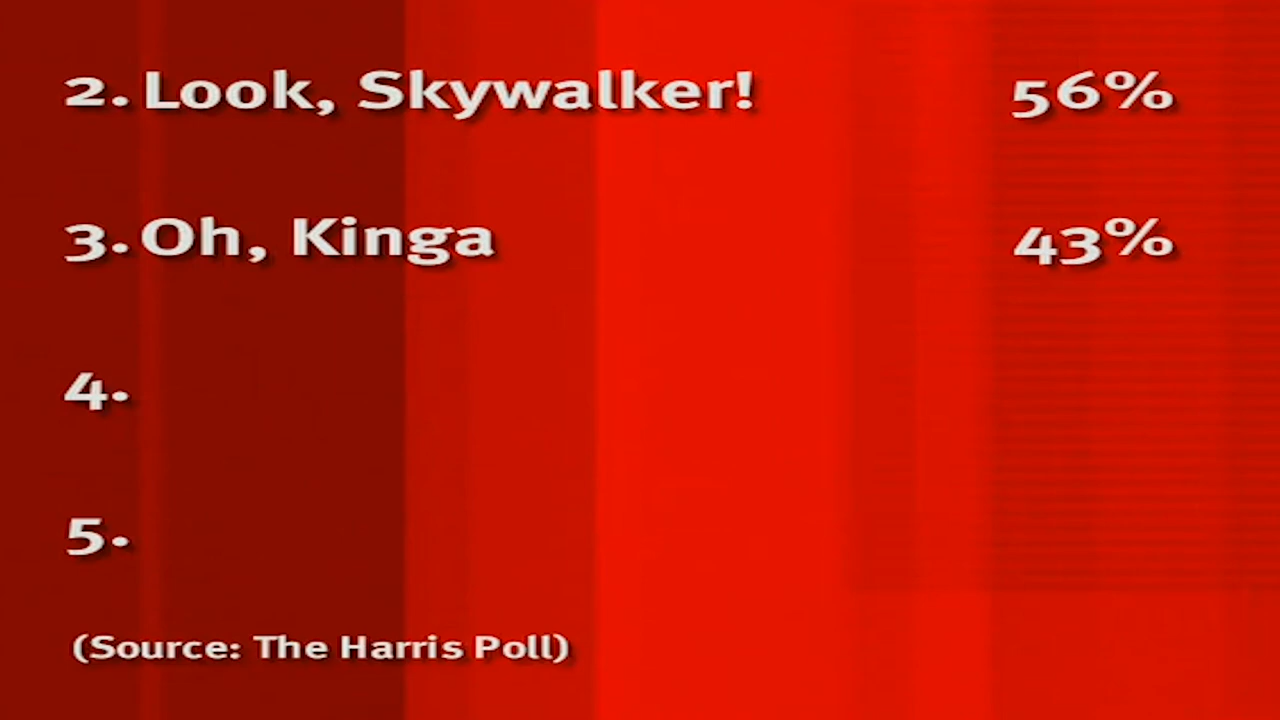 2. Look, Skywalker! 56%
3. Oh, Kinga 43%
4.
5.
(Source: The Harris Poll)